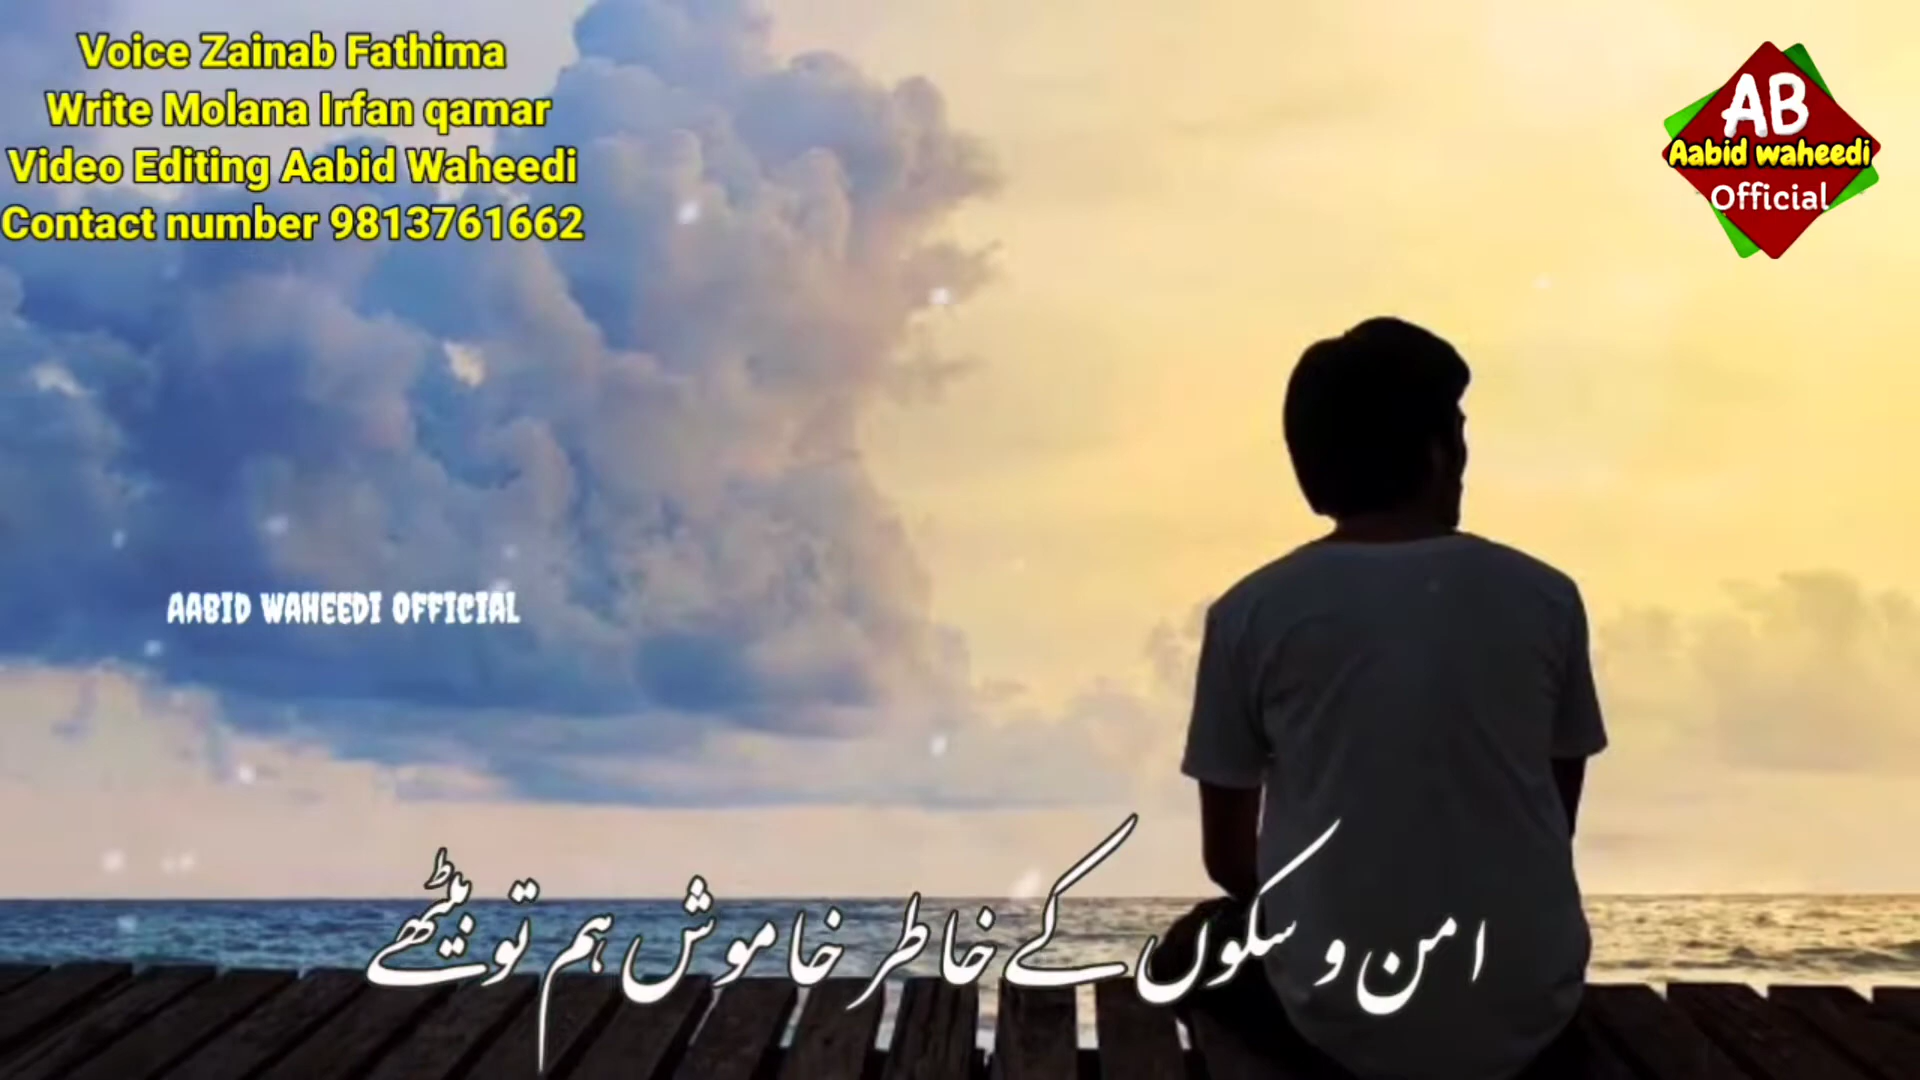 Voice Zainab Fathima
Write Molana Irfan qamar
Video Editing Aabid Waheedi
Contact number 9813761662
AB
Aabid waheedi
Official
AABID WAHEEDI OFFICIAL
امن و سکوں کے خاطر خاموش ہم تو بیٹھے